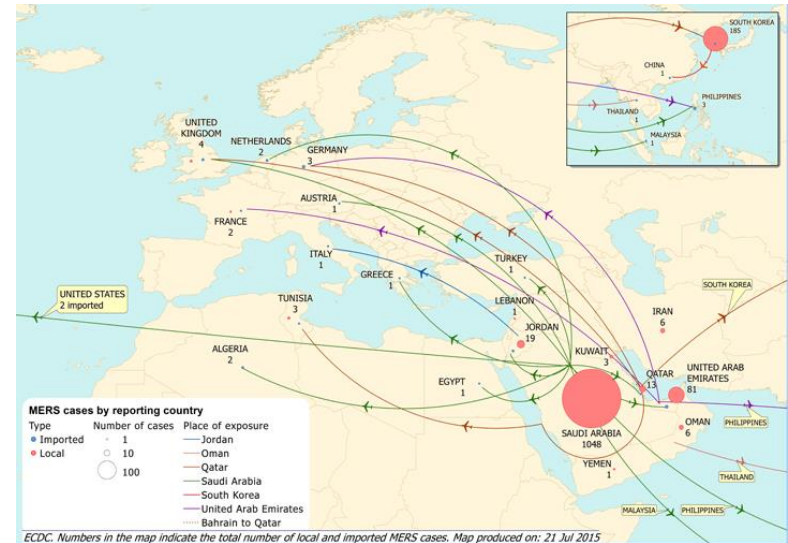 SOUTH KOREA
185
CHINA
1
PHILIPPINES
3
THAILAND
1
MALAYSIA
1
UNITED
KINGDOM
4
NETHERLANDS
2
GERMANY
3
AUSTRIA
1
FRANCE
2
ITALY
1
GREECE
1
TURKEY
1
UNITED STATES
2 imported
TUNISIA
3
LEBANON
1
JORDAN
19
SOUTH KOREA
IRAN
6
ALGERIA
2
EGYPT
1
KUWAIT
3
QATAR
13
UNITED ARAB
EMIRATES
81
SAUDI ARABIA
1048
OMAN
6
PHILIPPINES
YEMEN
1
THAILAND
MALAYSIA
PHILIPPINES
MERS cases by reporting country
Type
Imported
Local
Number of cases
1
10
100
Place of exposure
Jordan
Oman
Qatar
Saudi Arabia
South Korea
United Arab Emirates
Bahrain to Qatar
ECDC. Numbers in the map indicate the total number of local and imported MERS cases. Map produced on: 21 Jul 2015